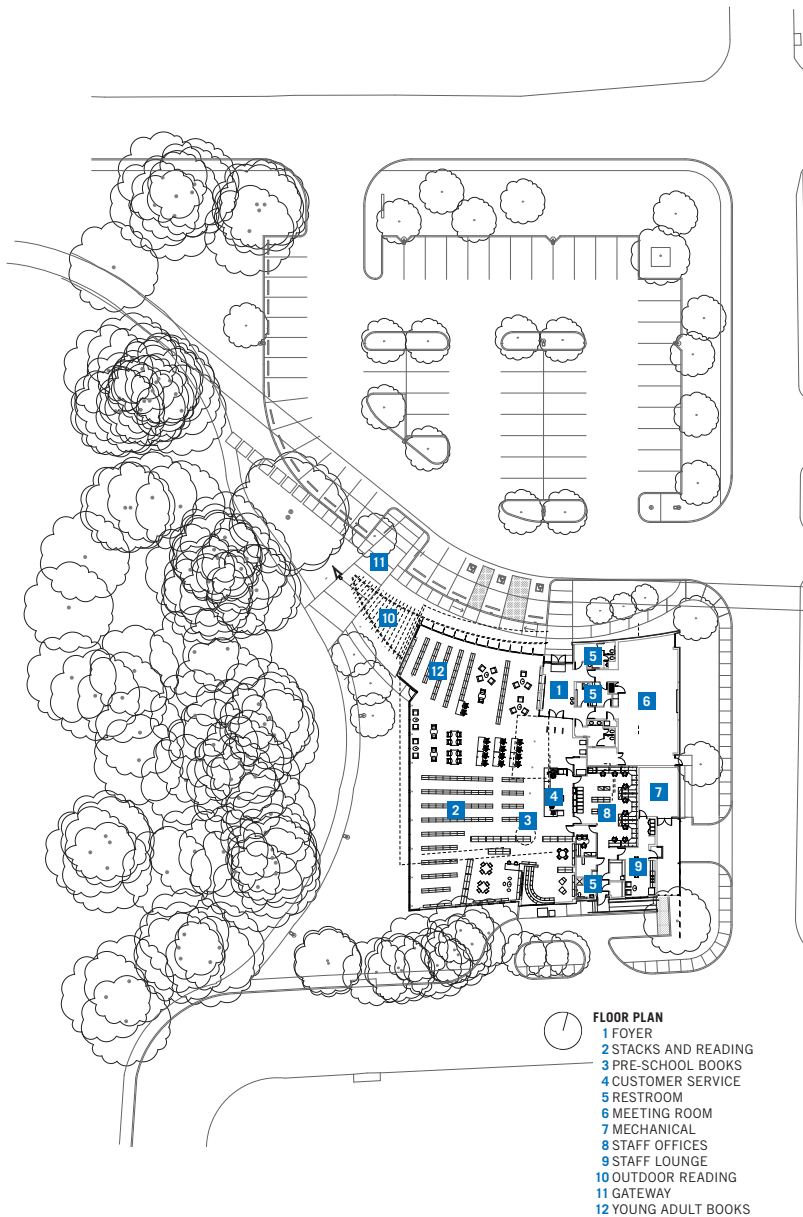 11
10
12
5
1
5
6
4
7
2
3
8
9
5
FLOOR PLAN
1 FOYER
2 STACKS AND READING
3 PRE-SCHOOL BOOKS
4 CUSTOMER SERVICE
5 RESTROOM
6 MEETING ROOM
7 MECHANICAL
8 STAFF OFFICES
9 STAFF LOUNGE
10 OUTDOOR READING
11 GATEWAY
12 YOUNG ADULT BOOKS